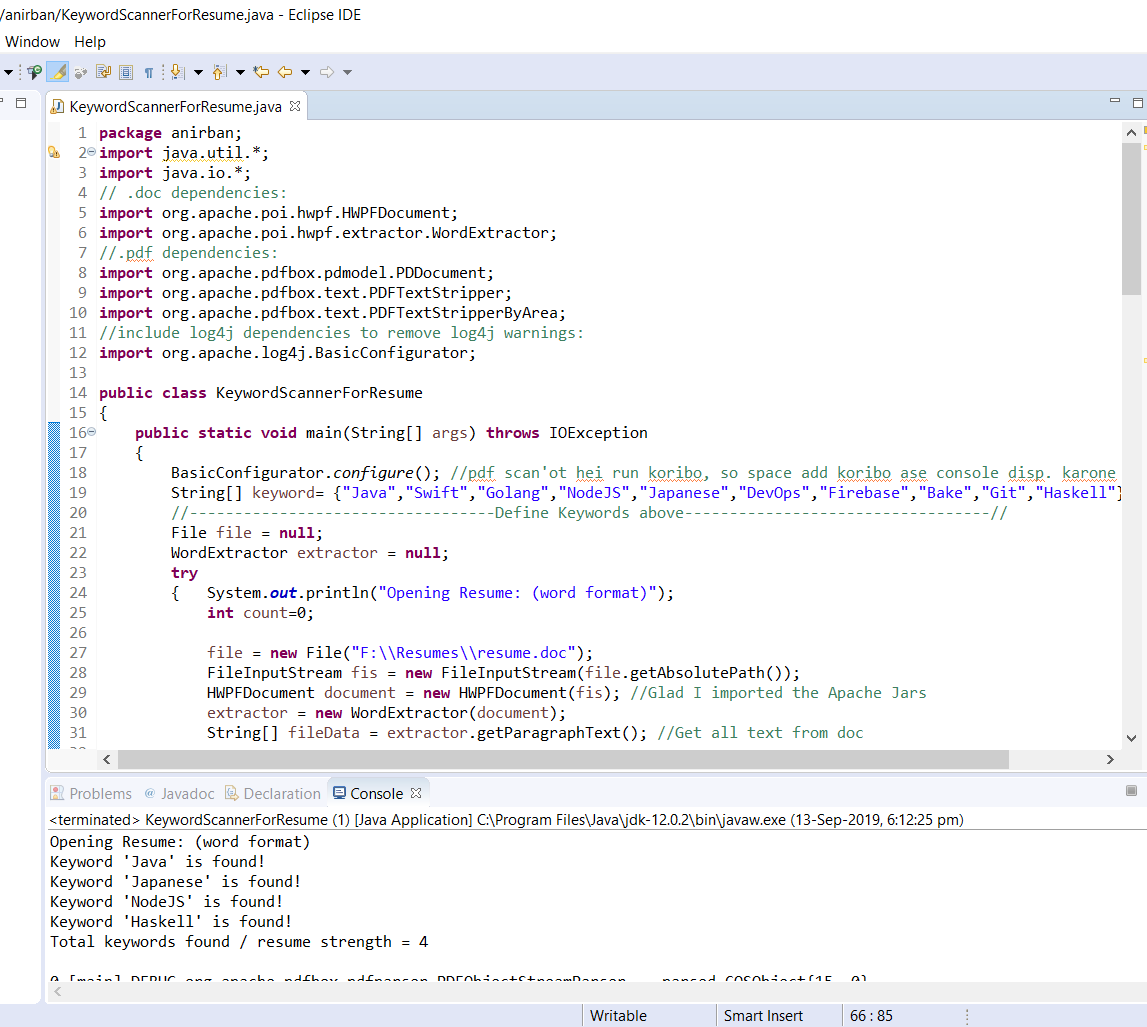 /anirban/KeywordScannerForResume.java - Eclipse IDE
Window Help
KeywordScannerForResume.java
1 package anirban;
2 import java.util.*;
3 import java.io.*;
4 // .doc dependencies:
5 import org.apache.poi.hwpf.HWPFDocument;
6 import org.apache.poi.hwpf.extractor.WordExtractor;
7 //.pdf dependencies:
8 import org.apache.pdfbox.pdmodel.PDDocument;
9 import org.apache.pdfbox.text.PDFTextStripper;
10 import org.apache.pdfbox.text.PDFTextStripperByArea;
11 //include log4j dependencies to remove log4j warnings:
12 import org.apache.log4j.BasicConfigurator;
13
14 public class KeywordScannerForResume
15 {
16 public static void main(String[] args) throws IOException
17 {
18 BasicConfigurator.configure(); //pdf scan'ot hei run koribo, so space add koribo ase console disp. karone
19 String[] keyword= {"Java","Swift","Golang","NodeJS","Japanese","DevOps","Firebase","Bake","Git","Haskell"}
20 //----------------------------------Define Keywords above----------------------------------//
21 File file = null;
22 WordExtractor extractor = null;
23 try
24 { System.out.println("Opening Resume: (word format)");
25 int count=0;
26
27 file = new File("F:\\Resumes\\resume.doc");
28 FileInputStream fis = new FileInputStream(file.getAbsolutePath());
29 HWPFDocument document = new HWPFDocument(fis); //Glad I imported the Apache Jars
30 extractor = new WordExtractor(document);
31 String[] fileData = extractor.getParagraphText(); //Get all text from doc
Problems @ Javadoc Declaration Console
<terminated> KeywordScannerForResume (1) [Java Application] C:\Program Files\Java\jdk-12.0.2\bin\javaw.exe (13-Sep-2019, 6:12:25 pm)
Opening Resume: (word format)
Keyword 'Java' is found!
Keyword 'Japanese' is found!
Keyword 'NodeJS' is found!
Keyword 'Haskell' is found!
Total keywords found / resume strength = 4
0 [main] DEBUG org.apache.pdfbox.pdfparser.PDFObjectStreamParser - parsed=COSObject{15, 0}
Writable Smart Insert 66 : 85